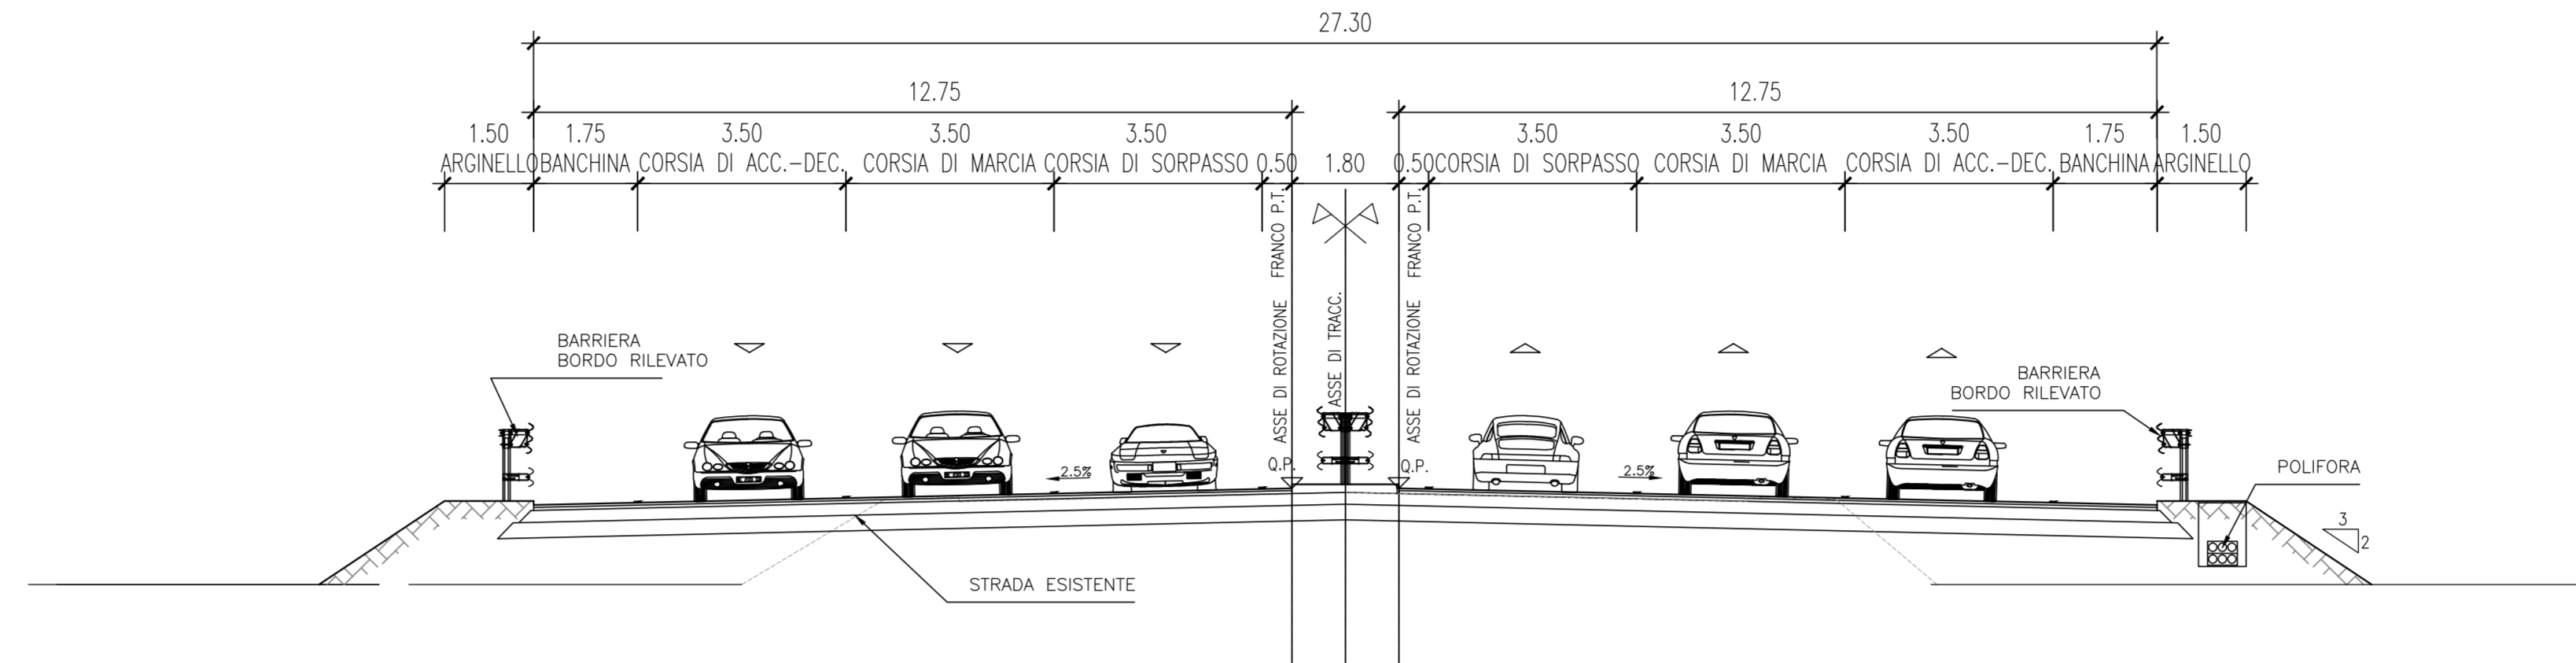 27.30
12.75 12.75
1.50 1.75 3.50 3.50 3.50 3.50 3.50 3.50 1.75 1.50
ARGINELLO BANCHINA CORSIA DI ACC.-DEC. CORSIA DI MARCIA CORSIA DI SORPASSO 0.50 1.80 0.50 CORSIA DI SORPASSO CORSIA DI MARCIA CORSIA DI ACC.-DEC. BANCHINA ARGINELLO
ASSE DI ROTAZIONE FRANCO P.T.
ASSE DI TRACC.
ASSE DI ROTAZIONE FRANCO P.T.
BARRIERA
BORDO RILEVATO
BARRIERA
BORDO RILEVATO
2.5% Q.P. Q.P. 2.5%
POLIFORA
3
2
STRADA ESISTENTE